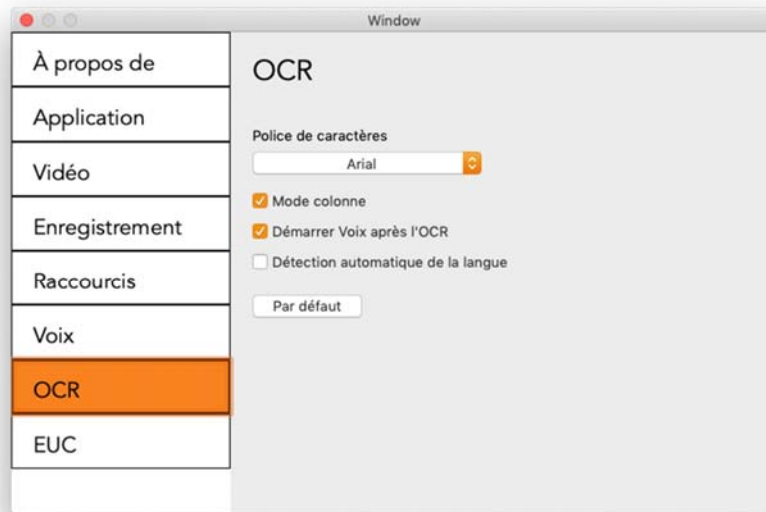 Window
À propos de
Application
Vidéo
Enregistrement
Raccourcis
Voix
OCR
EUC
OCR
Police de caractères
Arial
Mode colonne
Démarrer Voix après l'OCR
Détection automatique de la langue
Par défaut